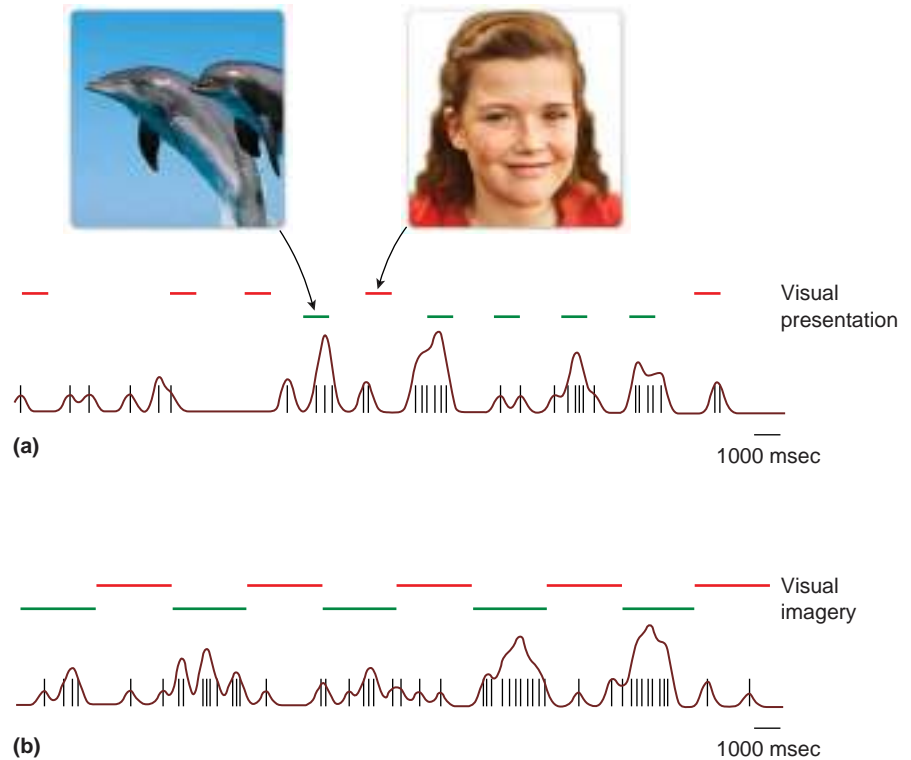 Visual
presentation
(a)
1000 msec
Visual
imagery
(b)
1000 msec